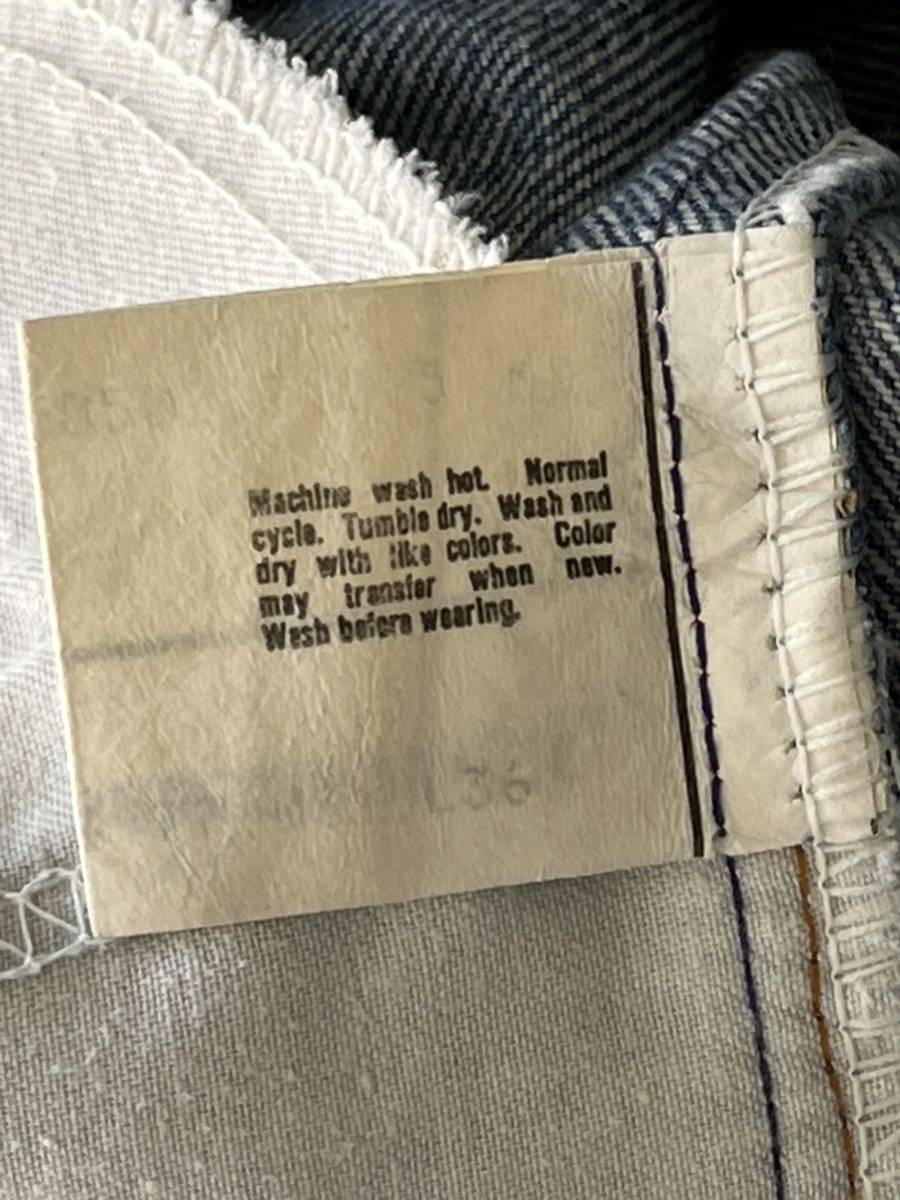 Machine wash hot. Normal
cycle. Tumble dry. Wash and
dry with like colors. Color
may transfer when new.
Wash before wearing.
L36